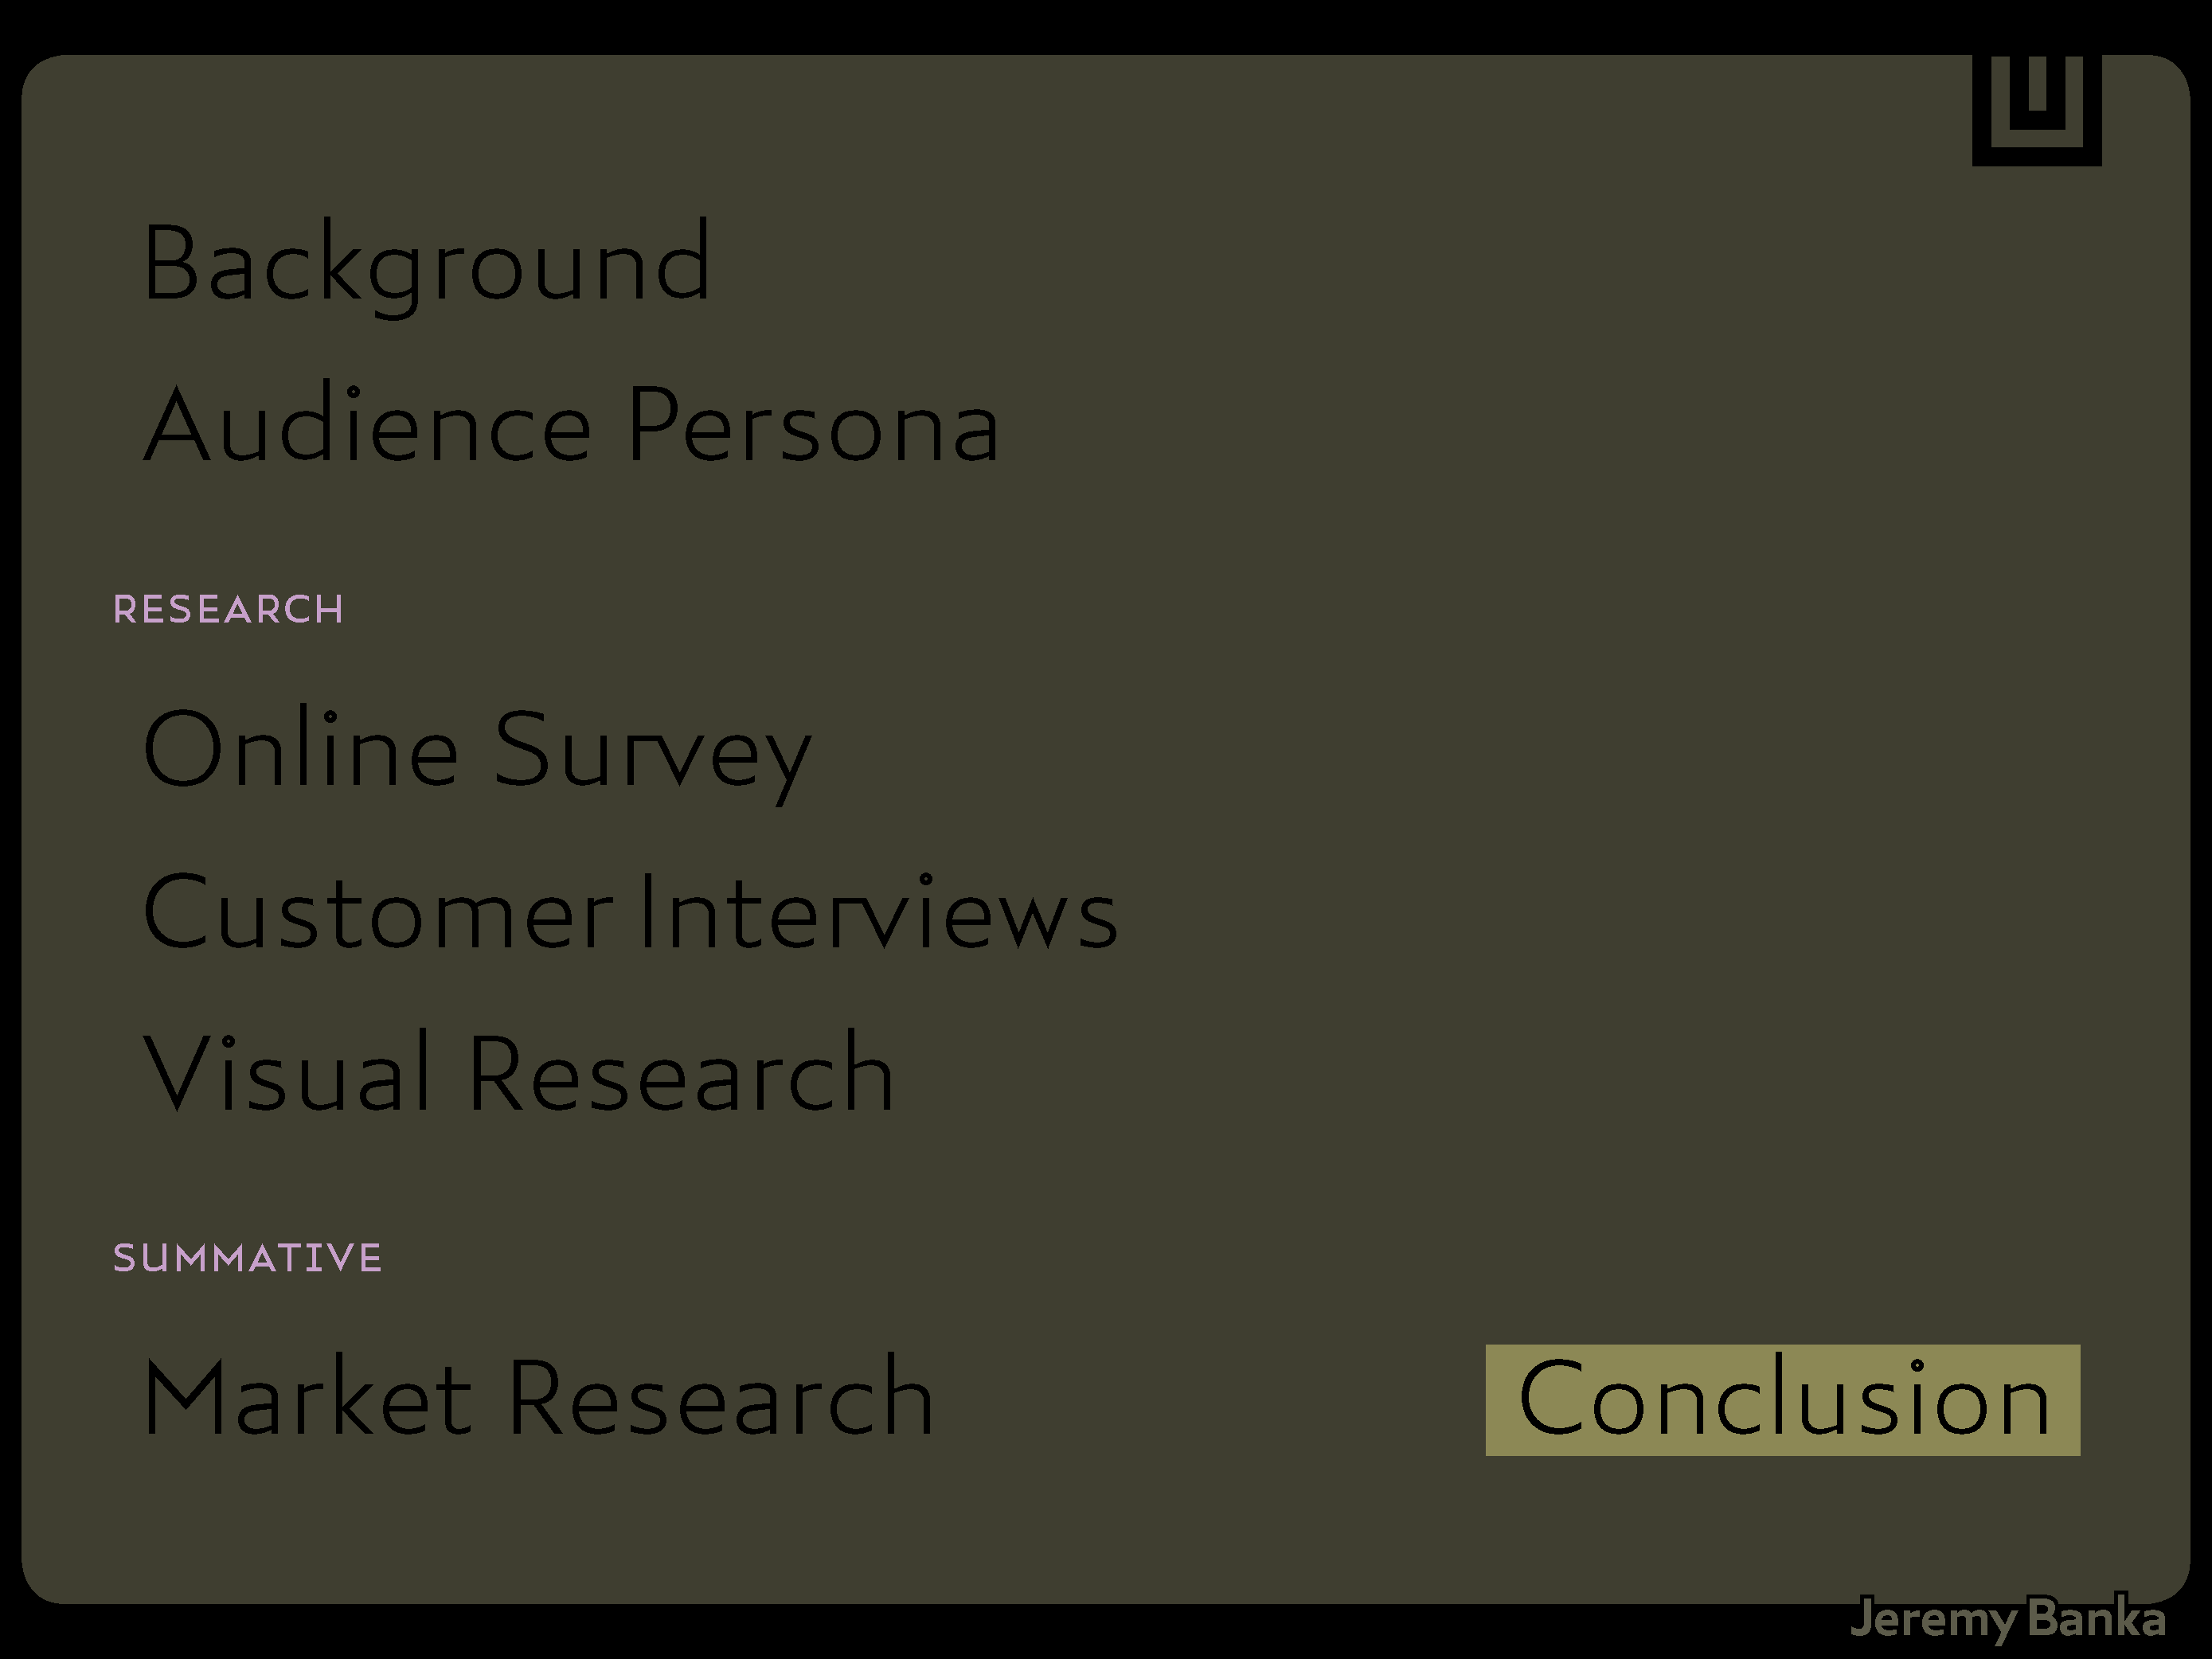 Background
Audience Persona
RESEARCH
Online Survey
Customer Interviews
Visual Research
SUMMATIVE
Market Research
Conclusion
Jeremy Banka